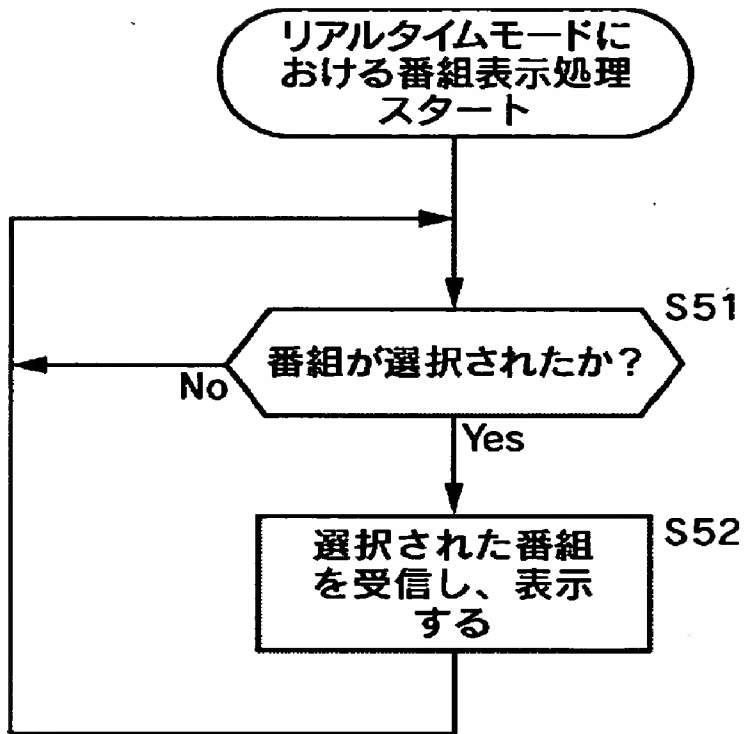 リアルタイムモードに
おける番組表示処理
スタート
S51
番組が選択されたか？
No
Yes
S52
選択された番組
を受信し、表示
する